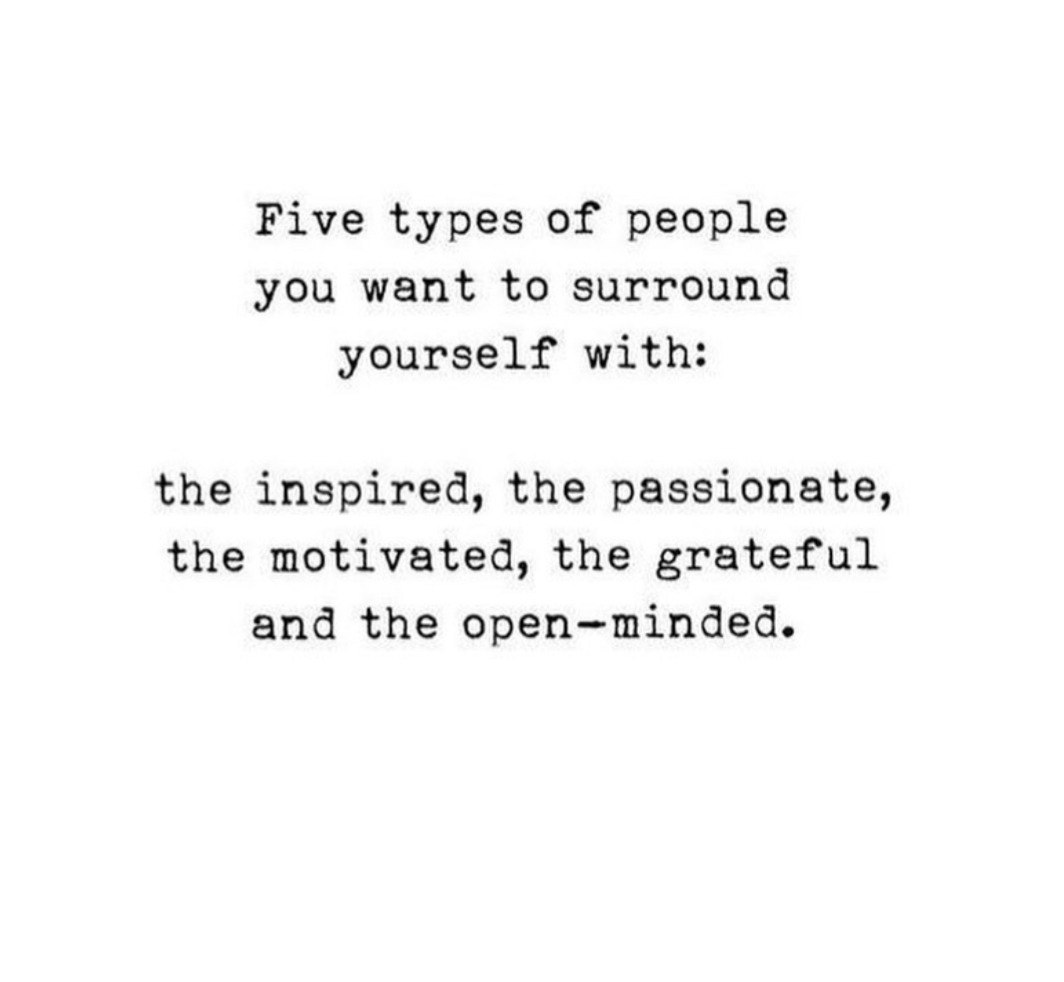 Five types of people
you want to surround
yourself with:
the inspired, the passionate,
the motivated, the grateful
and the open-minded.